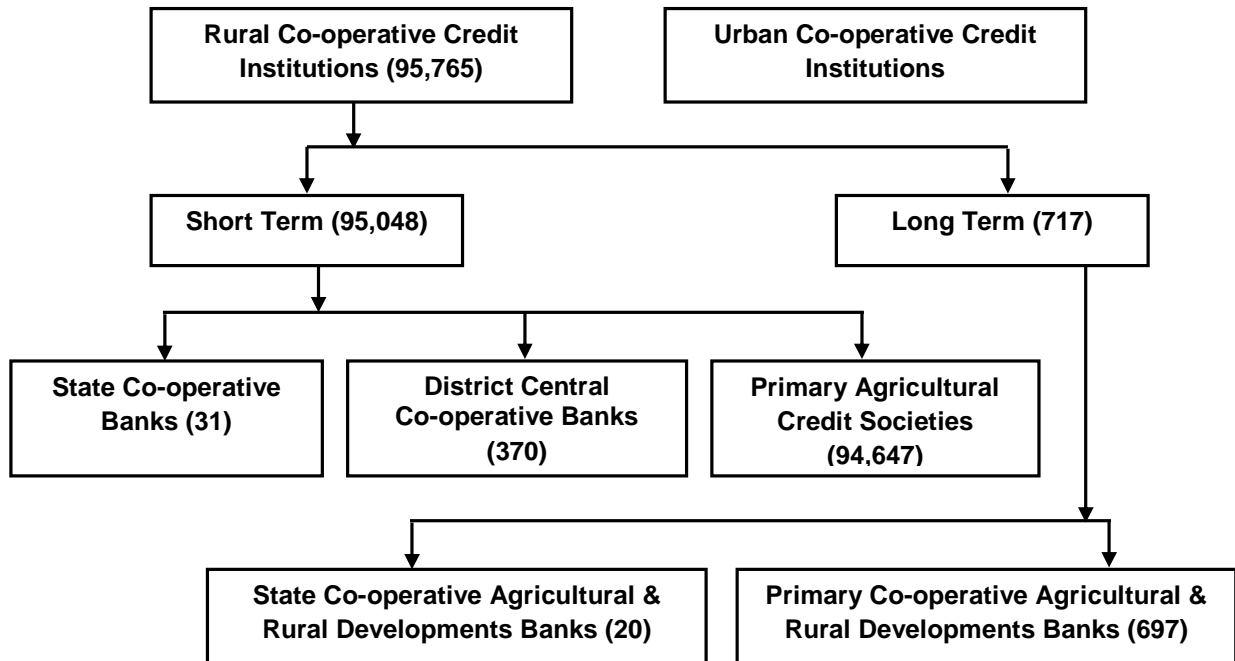 Rural Co-operative Credit
Institutions (95,765)
Urban Co-operative Credit
Institutions
Short Term (95,048)
Long Term (717)
State Co-operative
Banks (31)
District Central
Co-operative Banks
(370)
Primary Agricultural
Credit Societies
(94,647)
State Co-operative Agricultural &
Rural Developments Banks (20)
Primary Co-operative Agricultural &
Rural Developments Banks (697)